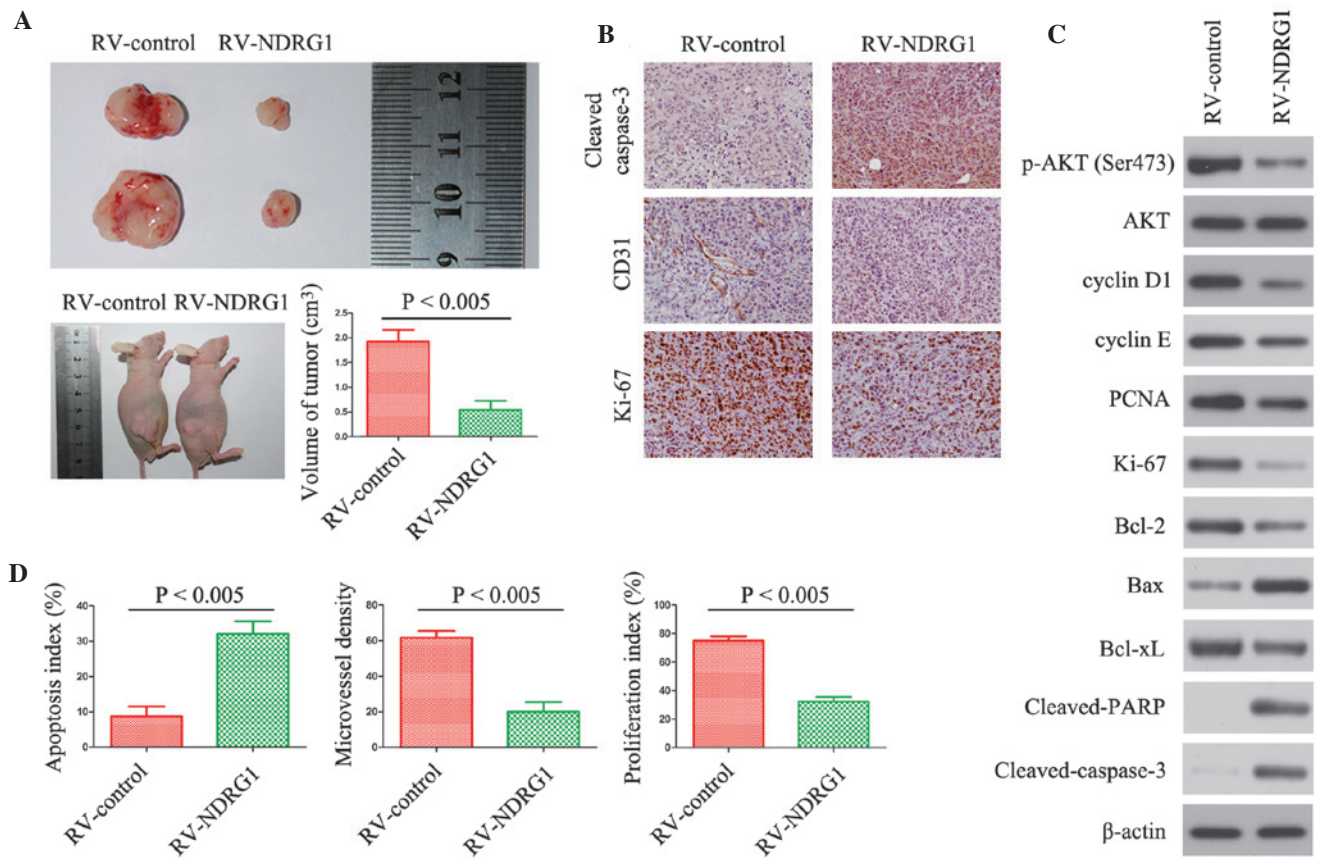 A
RV-control RV-NDRG1
12
11
10
9
RV-control RV-NDRG1
P < 0.005
Volume of tumor (cm³)
2.0
1.5
1.0
0.5
0.0
RV-control
RV-NDRG1
B
RV-control
RV-NDRG1
Cleaved
caspase-3
CD31
Ki-67
C
RV-control
RV-NDRG1
p-AKT (Ser473)
AKT
cyclin D1
cyclin E
PCNA
Ki-67
Bcl-2
Bax
Bcl-xL
Cleaved-PARP
Cleaved-caspase-3
β-actin
D
P < 0.005
Apoptosis index (%)
40
30
20
10
0
RV-control
RV-NDRG1
P < 0.005
Microvessel density
80
60
40
20
0
RV-control
RV-NDRG1
P < 0.005
Proliferation index (%)
100
80
60
40
20
0
RV-control
RV-NDRG1